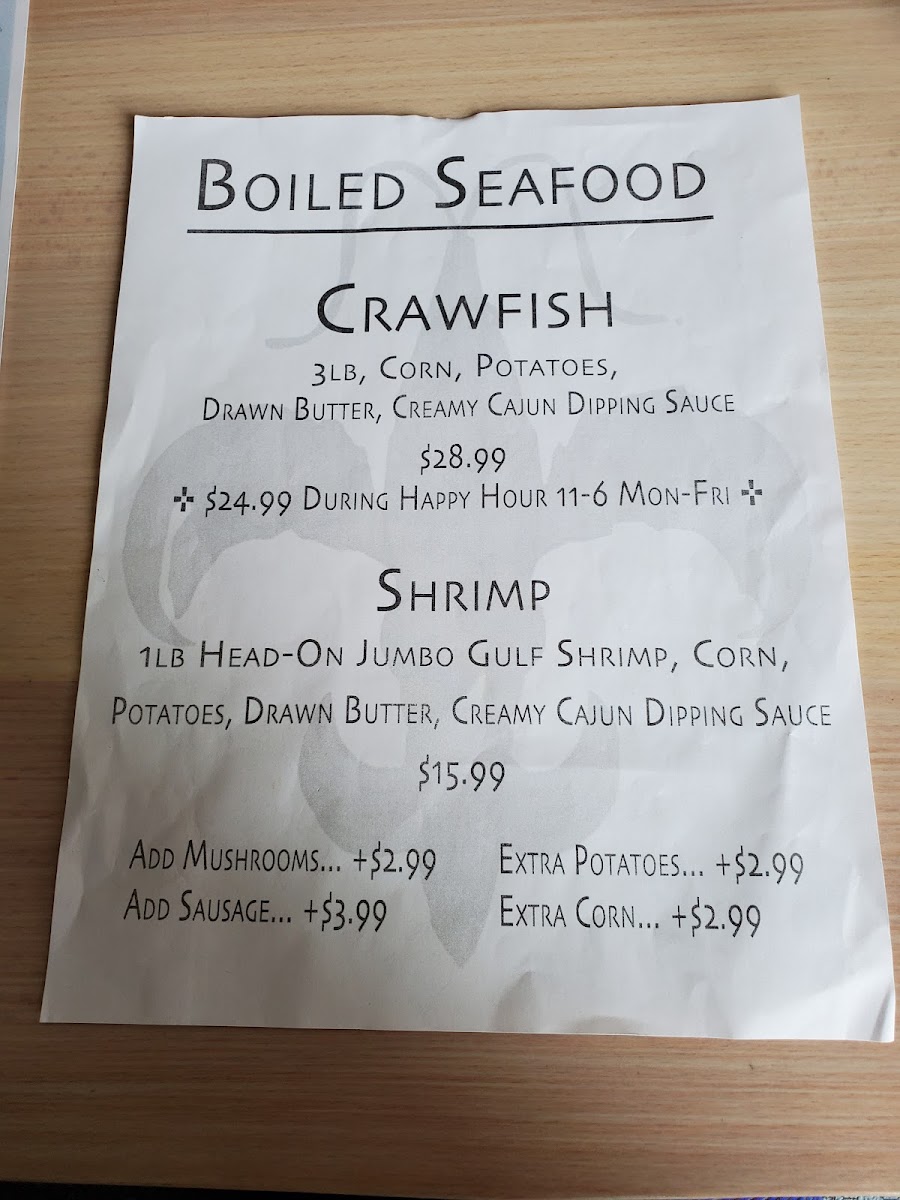 BOILED SEAFOOD
CRAWFISH
3LB, CORN, POTATOES,
DRAWN BUTTER, CREAMY CAJUN DIPPING SAUCE
$28.99
$24.99 DURING HAPPY HOUR 11-6 MON-FRI
SHRIMP
1LB HEAD-ON JUMBO GULF SHRIMP, CORN,
POTATOES, DRAWN BUTTER, CREAMY CAJUN DIPPING SAUCE
$15.99
ADD MUSHROOMS... +$2.99
ADD SAUSAGE... +$3.99
EXTRA POTATOES... +$2.99
EXTRA CORN... +$2.99